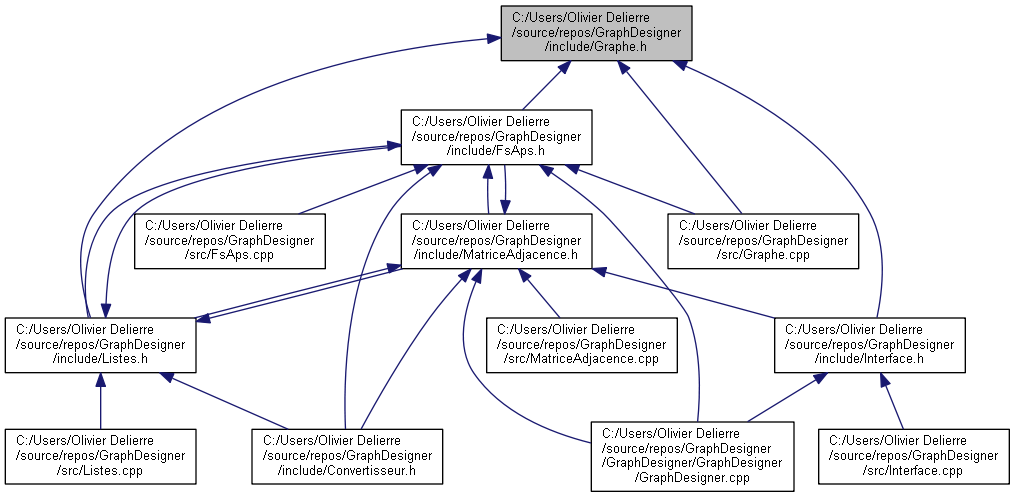 C:/Users/Olivier Delierre
/source/repos/GraphDesigner
/include/Graphe.h
C:/Users/Olivier Delierre
/source/repos/GraphDesigner
/include/FsAps.h
C:/Users/Olivier Delierre
/source/repos/GraphDesigner
/src/FsAps.cpp
C:/Users/Olivier Delierre
/source/repos/GraphDesigner
/include/MatriceAdjacence.h
C:/Users/Olivier Delierre
/source/repos/GraphDesigner
/src/Graphe.cpp
C:/Users/Olivier Delierre
/source/repos/GraphDesigner
/include/Listes.h
C:/Users/Olivier Delierre
/source/repos/GraphDesigner
/src/MatriceAdjacence.cpp
C:/Users/Olivier Delierre
/source/repos/GraphDesigner
/include/Interface.h
C:/Users/Olivier Delierre
/source/repos/GraphDesigner
/src/Listes.cpp
C:/Users/Olivier Delierre
/source/repos/GraphDesigner
/include/Convertisseur.h
C:/Users/Olivier Delierre
/source/repos/GraphDesigner
/GraphDesigner/GraphDesigner
/GraphDesigner.cpp
C:/Users/Olivier Delierre
/source/repos/GraphDesigner
/src/Interface.cpp